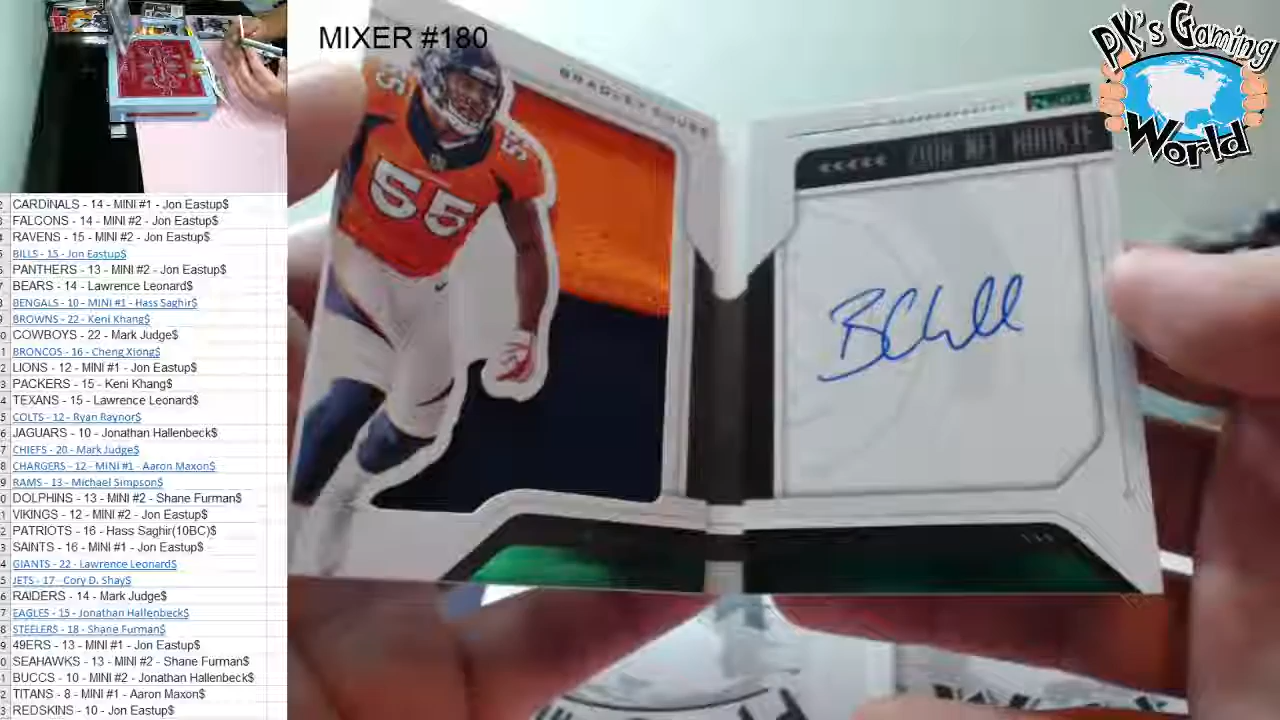 MIXER #180
PK's Gaming World
BRADLEY CHUBB
55
55
2018 NFL ROOKIE
CARDINALS - 14 - MINI #1 - Jon Eastup$
FALCONS - 14 - MINI #2 - Jon Eastup$
RAVENS - 15 - MINI #2 - Jon Eastup$
BILLS - 15 - Jon Eastup$
PANTHERS - 13 - MINI #2 - Jon Eastup$
BEARS - 14 - Lawrence Leonard$
BENGALS - 10 - MINI #1 - Hass Saghir$
BROWNS - 22 - Keni Khang$
COWBOYS - 22 - Mark Judge$
BRONCOS - 16 - Cheng Xiong$
LIONS - 12 - MINI #1 - Jon Eastup$
PACKERS - 15 - Keni Khang$
TEXANS - 15 - Lawrence Leonard$
COLTS - 12 - Ryan Raynor$
JAGUARS - 10 - Jonathan Hallenbeck$
CHIEFS - 20 - Mark Judge$
CHARGERS - 12 - MINI #1 - Aaron Maxon$
RAMS - 13 - Michael Simpson$
DOLPHINS - 13 - MINI #2 - Shane Furman$
VIKINGS - 12 - MINI #2 - Jon Eastup$
PATRIOTS - 16 - Hass Saghir(10BC)$
SAINTS - 16 - MINI #1 - Jon Eastup$
GIANTS - 22 - Lawrence Leonard$
JETS - 17 - Cory D. Shay$
RAIDERS - 14 - Mark Judge$
EAGLES - 15 - Jonathan Hallenbeck$
STEELERS - 18 - Shane Furman$
49ERS - 13 - MINI #1 - Jon Eastup$
SEAHAWKS - 13 - MINI #2 - Shane Furman$
BUCCS - 10 - MINI #2 - Jonathan Hallenbeck$
TITANS - 8 - MINI #1 - Aaron Maxon$
REDSKINS - 10 - Jon Eastup$